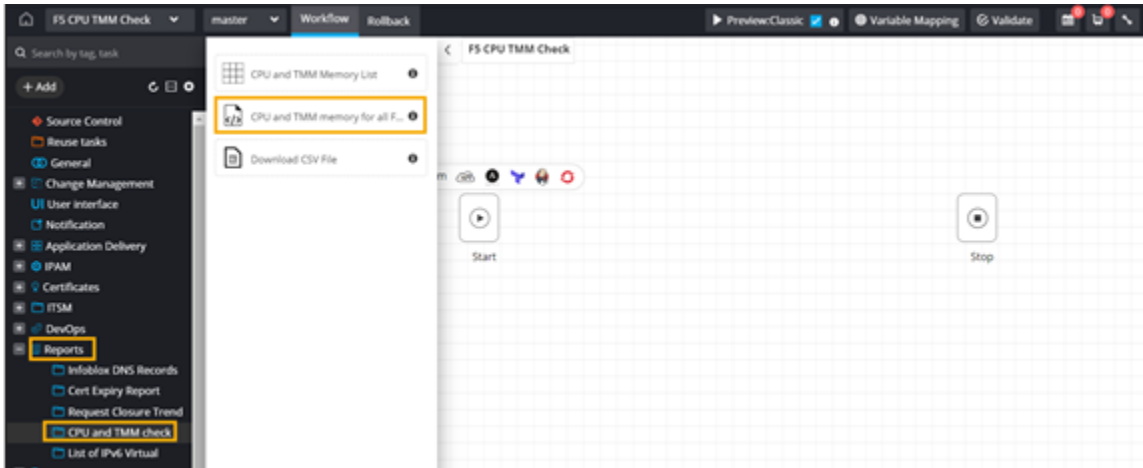 F5 CPU TMM Check
master
Workflow
Rollback
Preview:Classic
Variable Mapping
Validate
Search by tag, task
+ Add
Source Control
Reuse tasks
General
Change Management
UI User interface
Notification
Application Delivery
IPAM
Certificates
ITSM
DevOps
Reports
Infoblox DNS Records
Cert Expiry Report
Request Closure Trend
CPU and TMM check
List of IPv6 Virtual
CPU and TMM Memory List
CPU and TMM memory for all F...
Download CSV File
F5 CPU TMM Check
Start
Stop